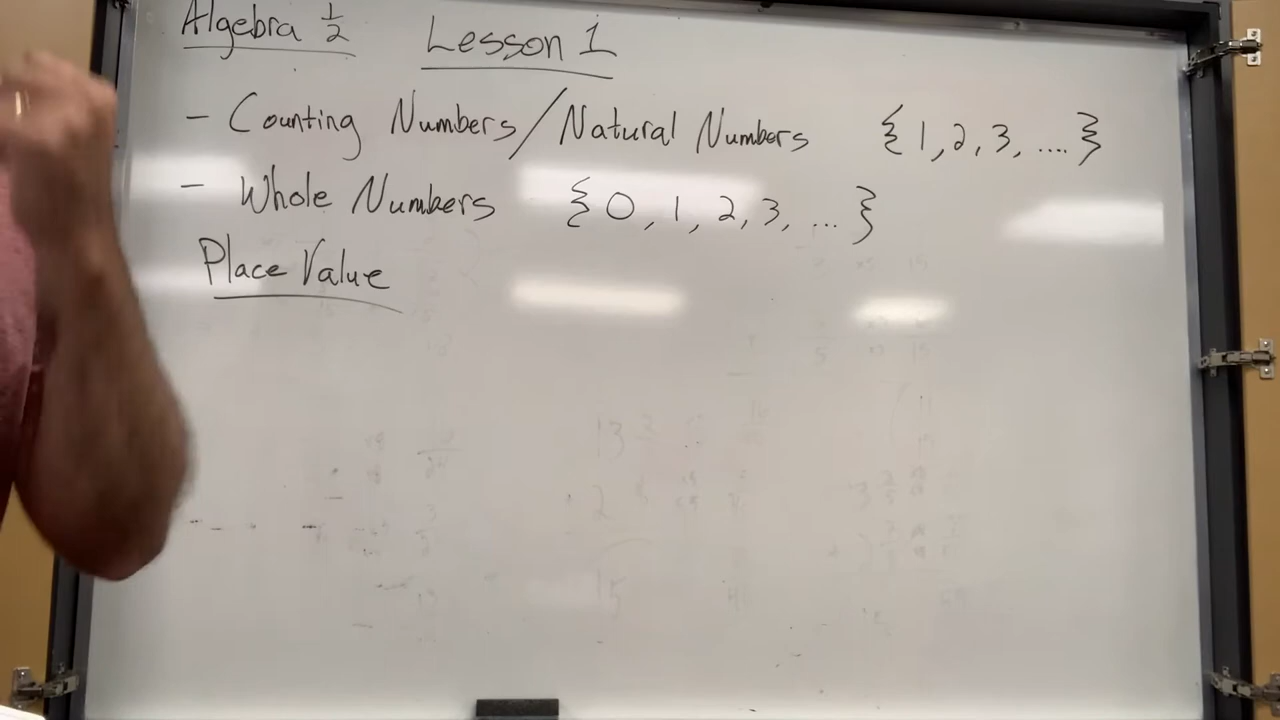 Algebra 1/2 Lesson 1
- Counting Numbers/Natural Numbers {1,2,3,....}
- Whole Numbers {0,1,2,3,...}
Place Value